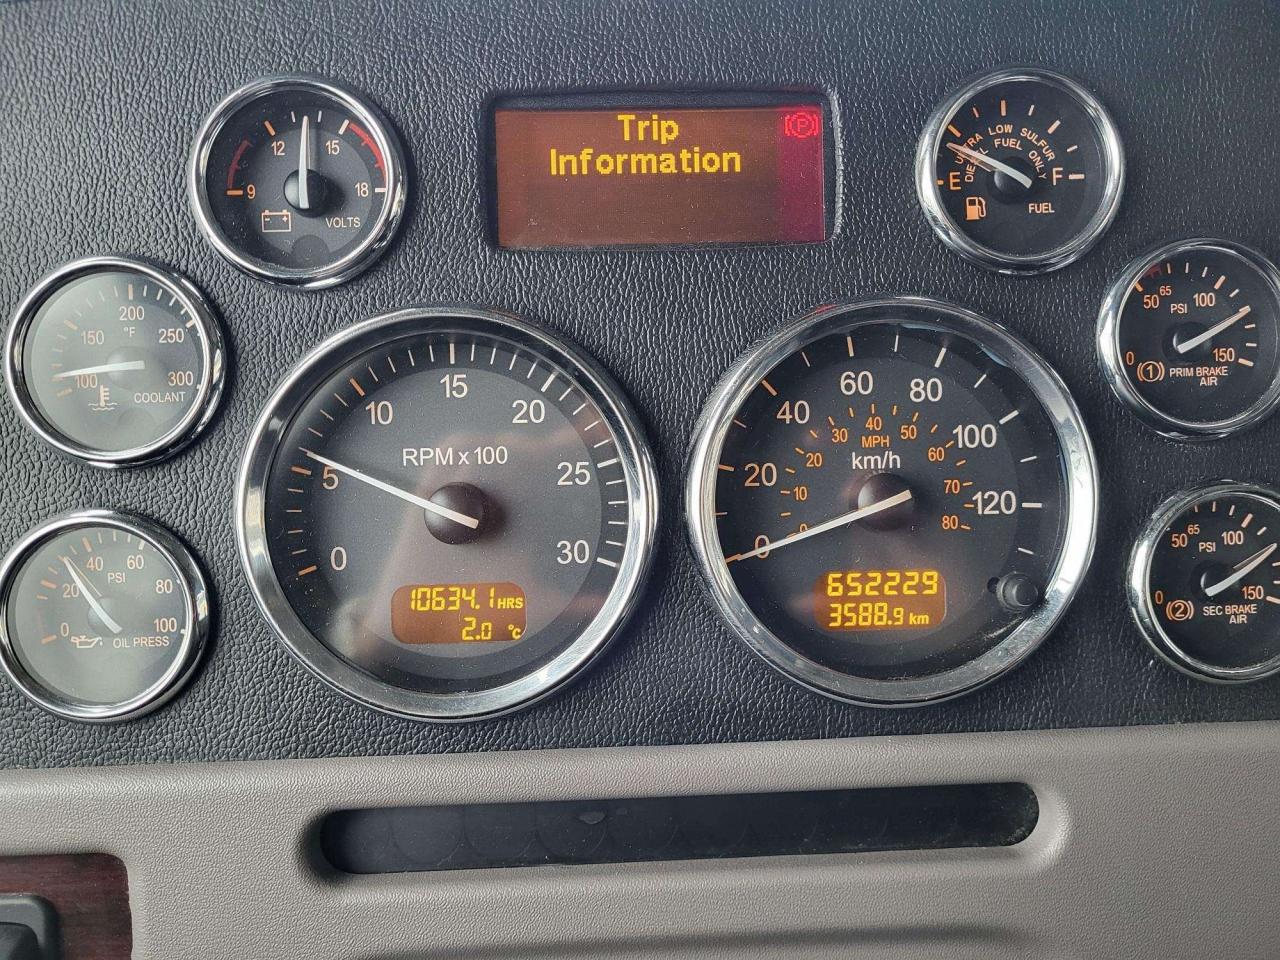 Trip
Information
(P)
9
12
15
18
VOLTS
ULTRA LOW SULFUR
DIESEL FUEL ONLY
E
F
FUEL
100
150
200
250
300
°F
COOLANT
0
50
65
100
150
PSI
(1) PRIM BRAKE
AIR
0
5
10
15
20
25
30
RPM x 100
10634.1 HRS
2.0 °C
0
20
40
60
80
100
120
km/h
0
10
20
30
40
50
60
70
80
MPH
652229
3588.9 km
0
20
40
60
80
100
PSI
OIL PRESS
0
50
65
100
150
PSI
(2) SEC BRAKE
AIR